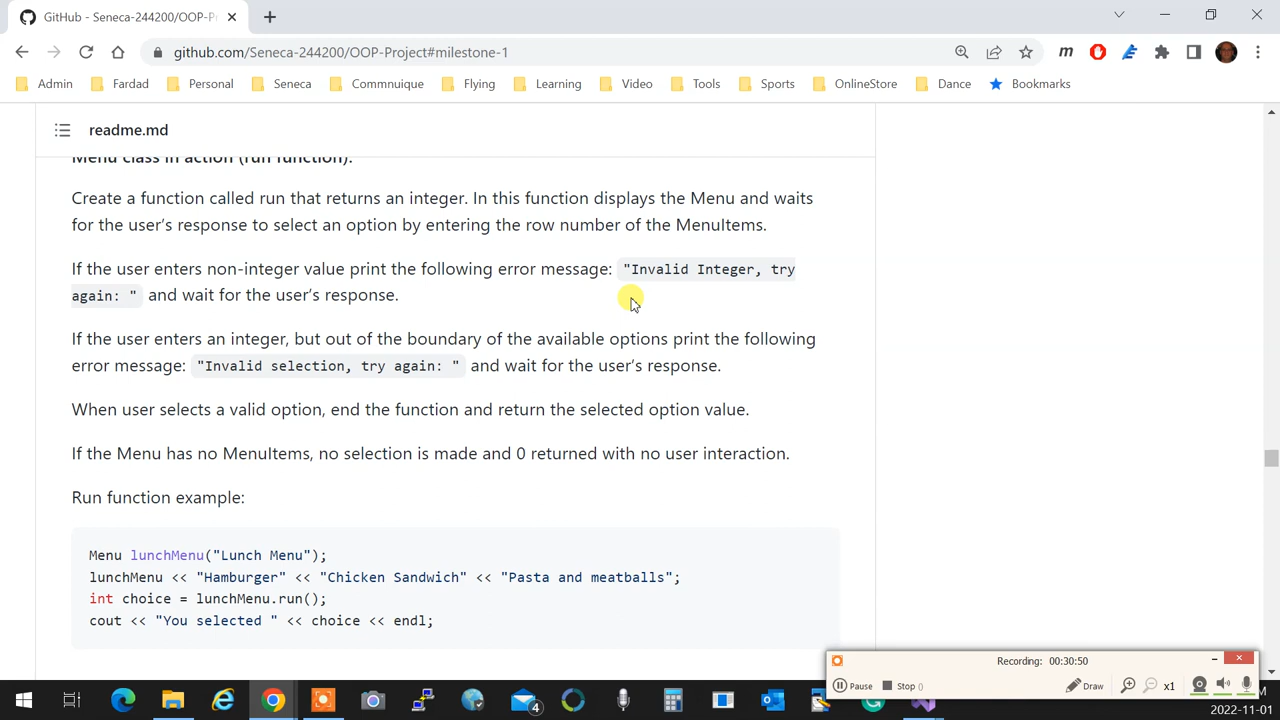 GitHub - Seneca-244200/OOP-P
github.com/Seneca-244200/OOP-Project#milestone-1
m
Admin Fardad Personal Seneca Commnuique Flying Learning Video Tools Sports OnlineStore Dance Bookmarks
readme.md
Menu class in action (run function).
Create a function called run that returns an integer. In this function displays the Menu and waits
for the user's response to select an option by entering the row number of the MenuItems.
If the user enters non-integer value print the following error message: "Invalid Integer, try
again: " and wait for the user's response.
If the user enters an integer, but out of the boundary of the available options print the following
error message: "Invalid selection, try again: " and wait for the user's response.
When user selects a valid option, end the function and return the selected option value.
If the Menu has no MenuItems, no selection is made and 0 returned with no user interaction.
Run function example:
Menu lunchMenu("Lunch Menu");
lunchMenu << "Hamburger" << "Chicken Sandwich" << "Pasta and meatballs";
int choice = lunchMenu.run();
cout << "You selected " << choice << endl;
Recording: 00:30:50
Pause Stop () Draw x1
4
M
2022-11-01